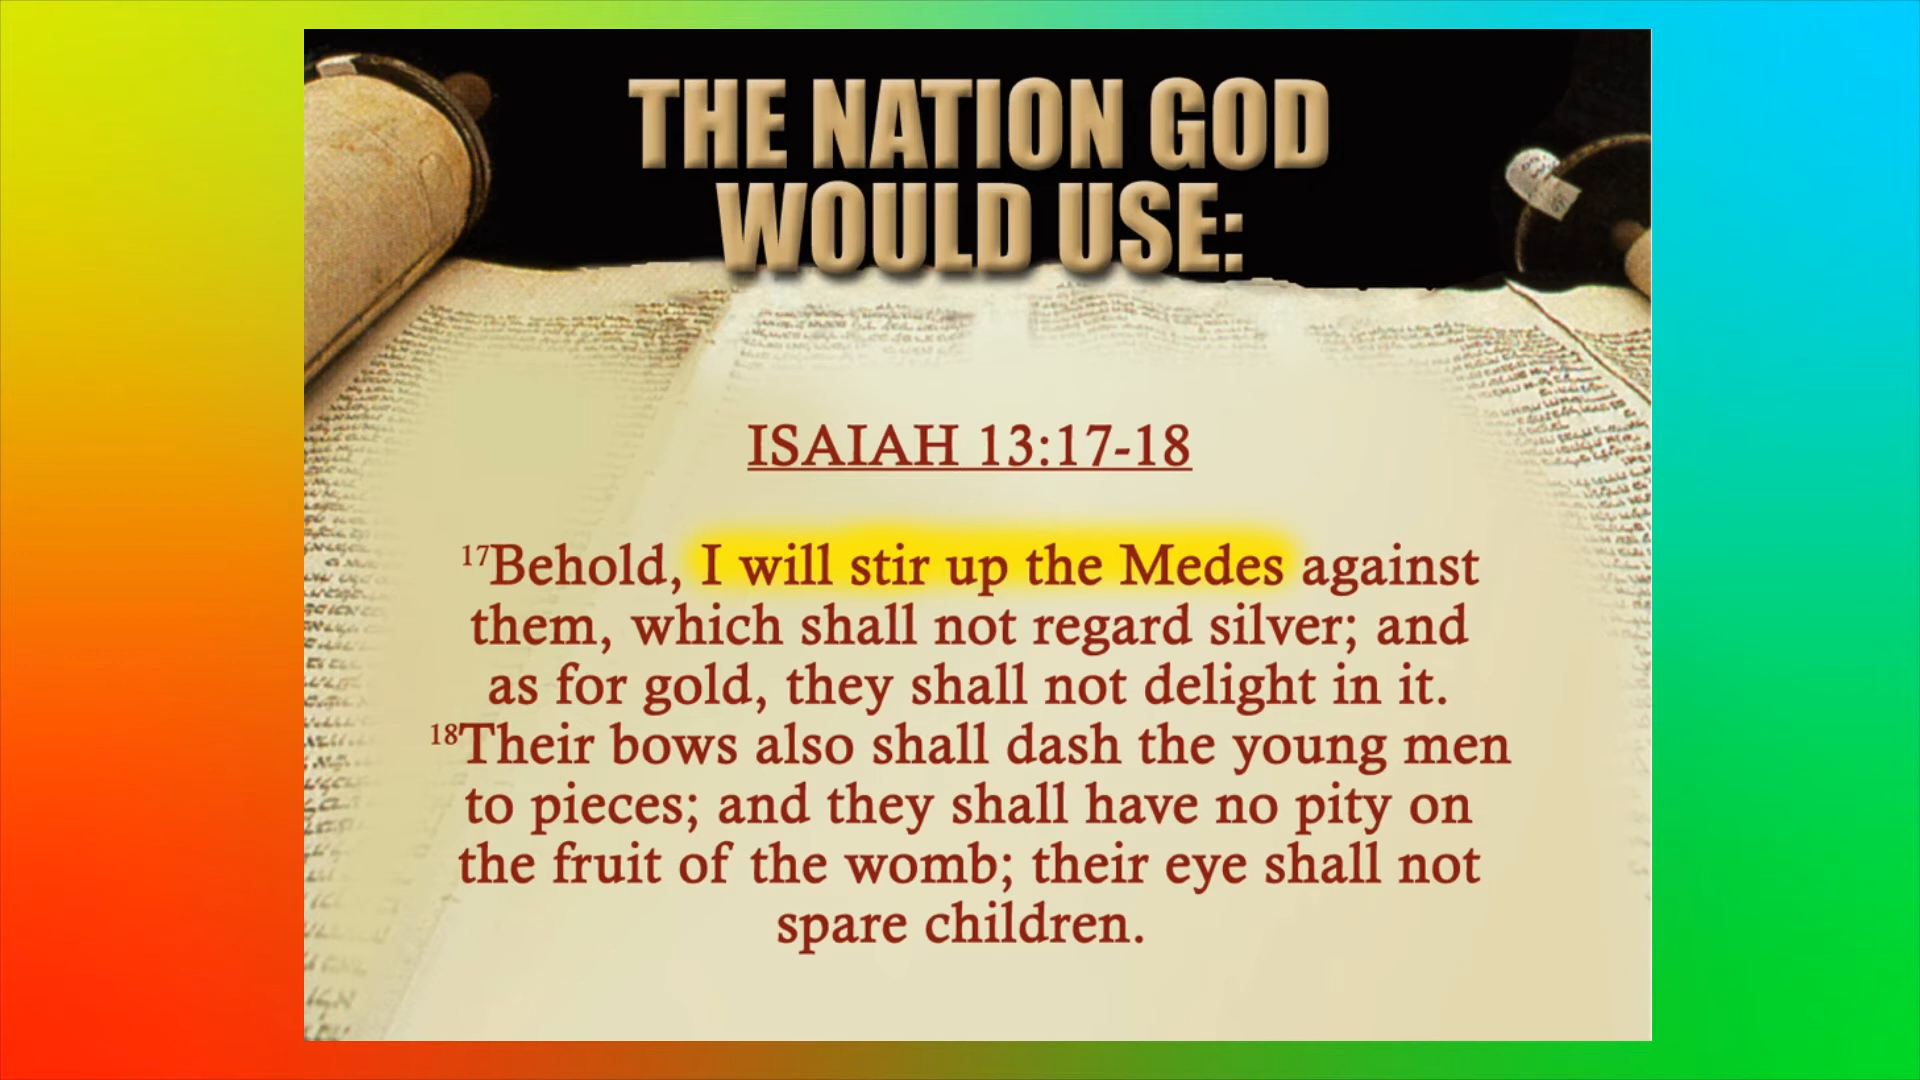 THE NATION GOD
WOULD USE:
ISAIAH 13:17-18
17Behold, I will stir up the Medes against
them, which shall not regard silver; and
as for gold, they shall not delight in it.
18Their bows also shall dash the young men
to pieces; and they shall have no pity on
the fruit of the womb; their eye shall not
spare children.